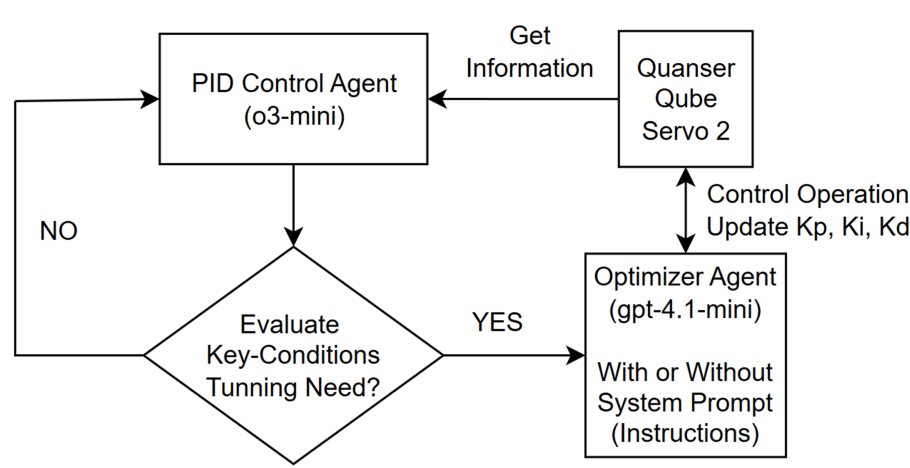 PID Control Agent
(o3-mini)
Get
Information
Quanser
Qube
Servo 2
Control Operation
Update Kp, Ki, Kd
NO
Evaluate
Key-Conditions
Tunning Need?
YES
Optimizer Agent
(gpt-4.1-mini)
With or Without
System Prompt
(Instructions)